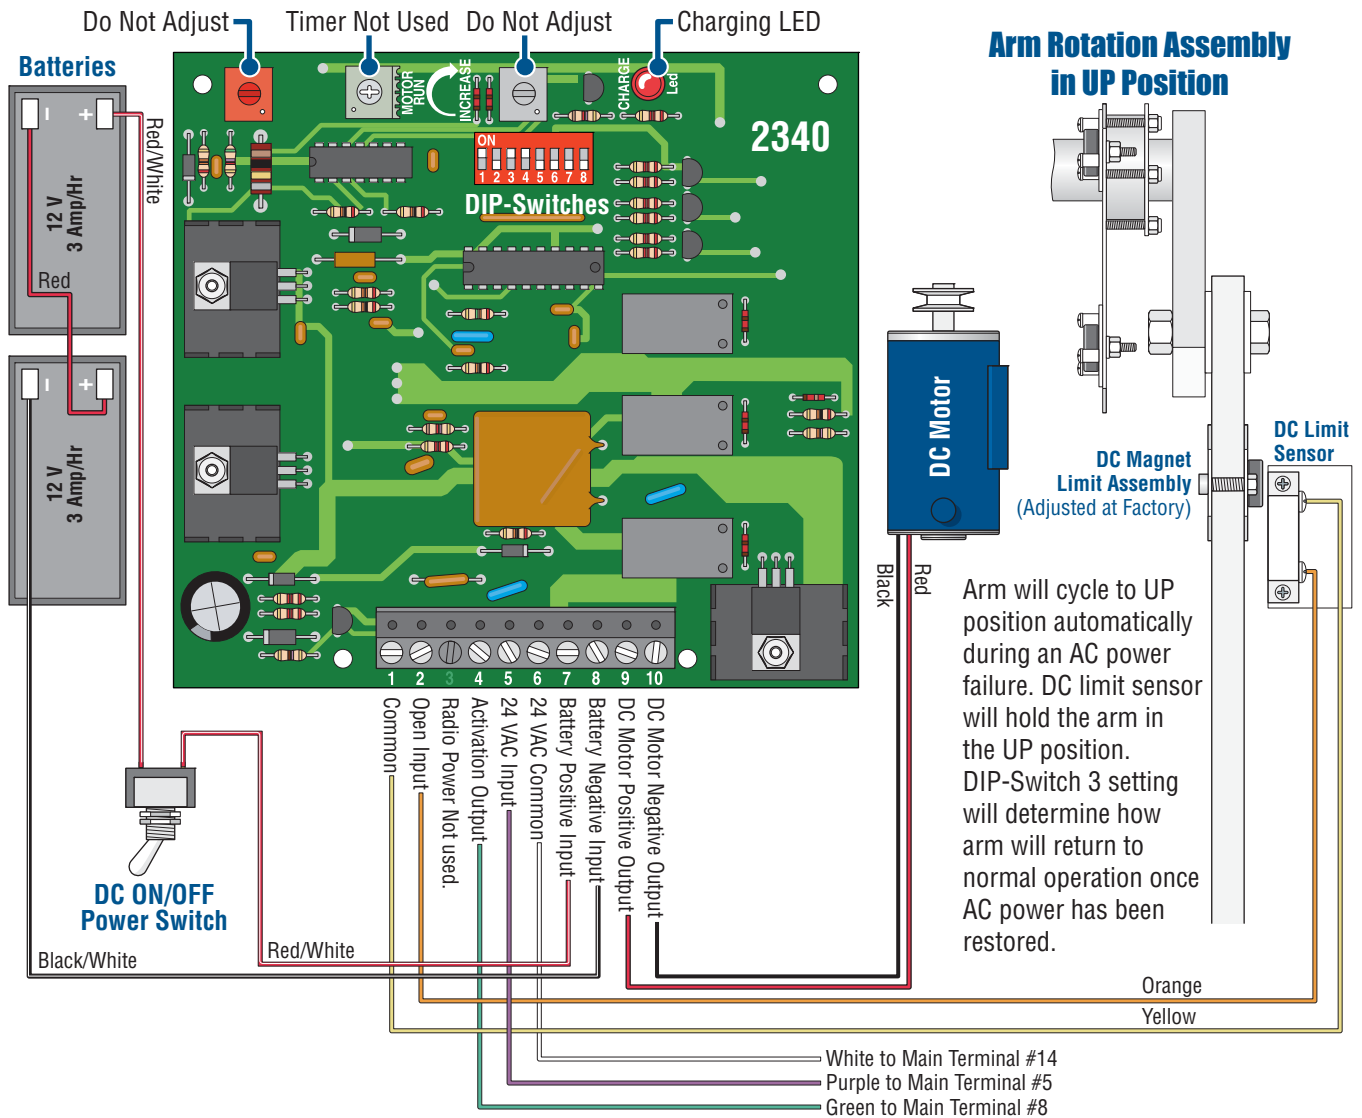 Do Not Adjust
Timer Not Used
Do Not Adjust
Charging LED
Arm Rotation Assembly
in UP Position
Batteries
MOTOR
RUN
INCREASE
CHARGE
Led
2340
ON
1 2 3 4 5 6 7 8
DIP-Switches
– +
Red/White
12 V
3 Amp/Hr
Red
– +
12 V
3 Amp/Hr
DC Motor
Black
Red
DC Magnet
Limit Assembly
(Adjusted at Factory)
DC Limit
Sensor
Arm will cycle to UP
position automatically
during an AC power
failure. DC limit sensor
will hold the arm in
the UP position.
DIP-Switch 3 setting
will determine how
arm will return to
normal operation once
AC power has been
restored.
1 2 3 4 5 6 7 8 9 10
Common
Open Input
Radio Power Not used.
Activation Output
24 VAC Input
24 VAC Common
Battery Positive Input
Battery Negative Input
DC Motor Positive Output
DC Motor Negative Output
DC ON/OFF
Power Switch
Black/White
Red/White
Orange
Yellow
White to Main Terminal #14
Purple to Main Terminal #5
Green to Main Terminal #8